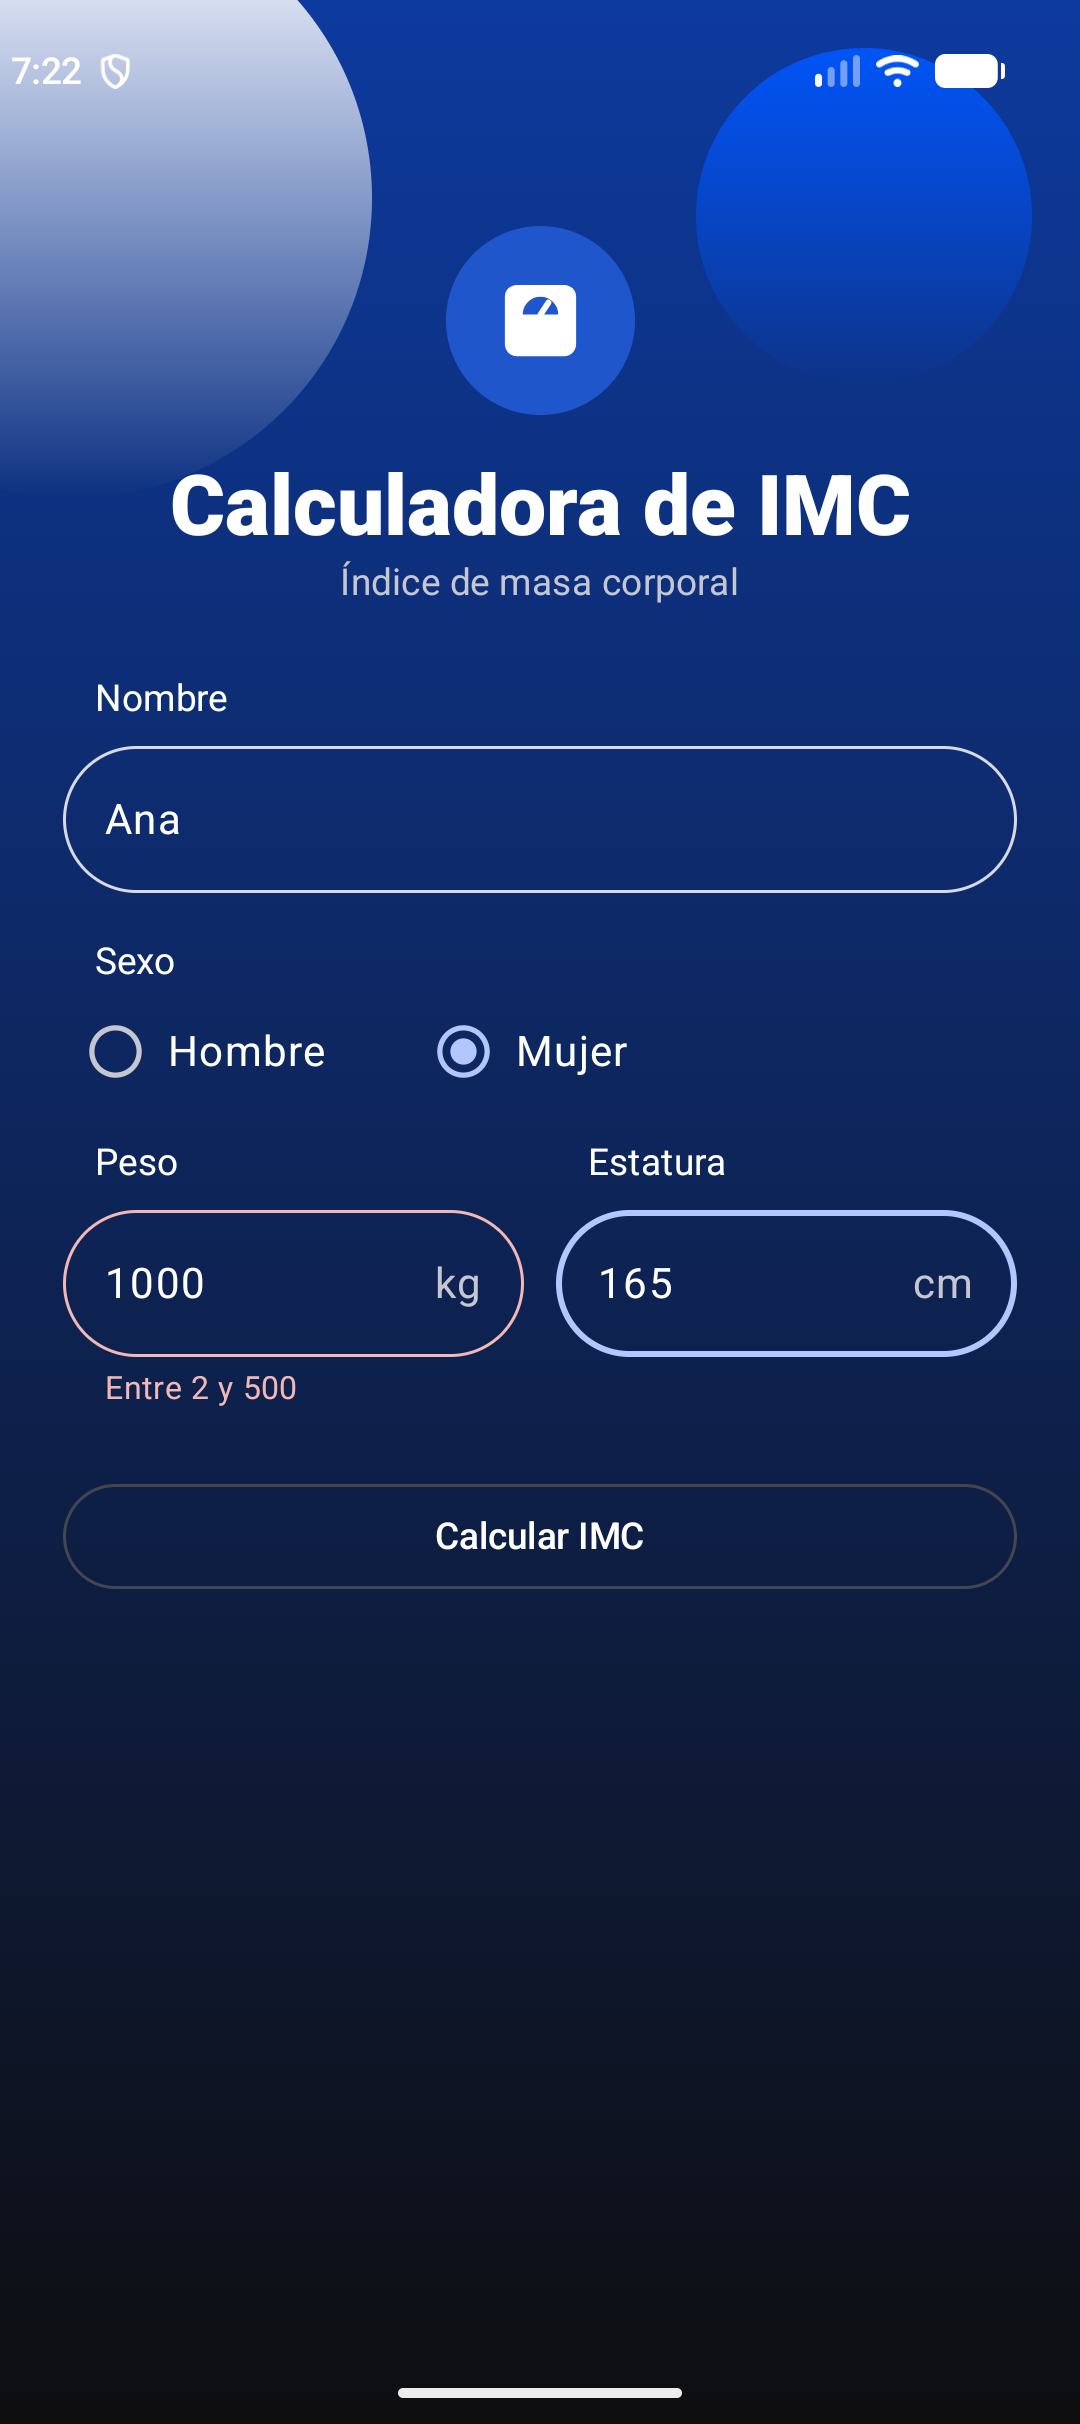 7:22
Calculadora de IMC
Índice de masa corporal
Nombre
Ana
Sexo
Hombre Mujer
Peso Estatura
1000 kg 165 cm
Entre 2 y 500
Calcular IMC